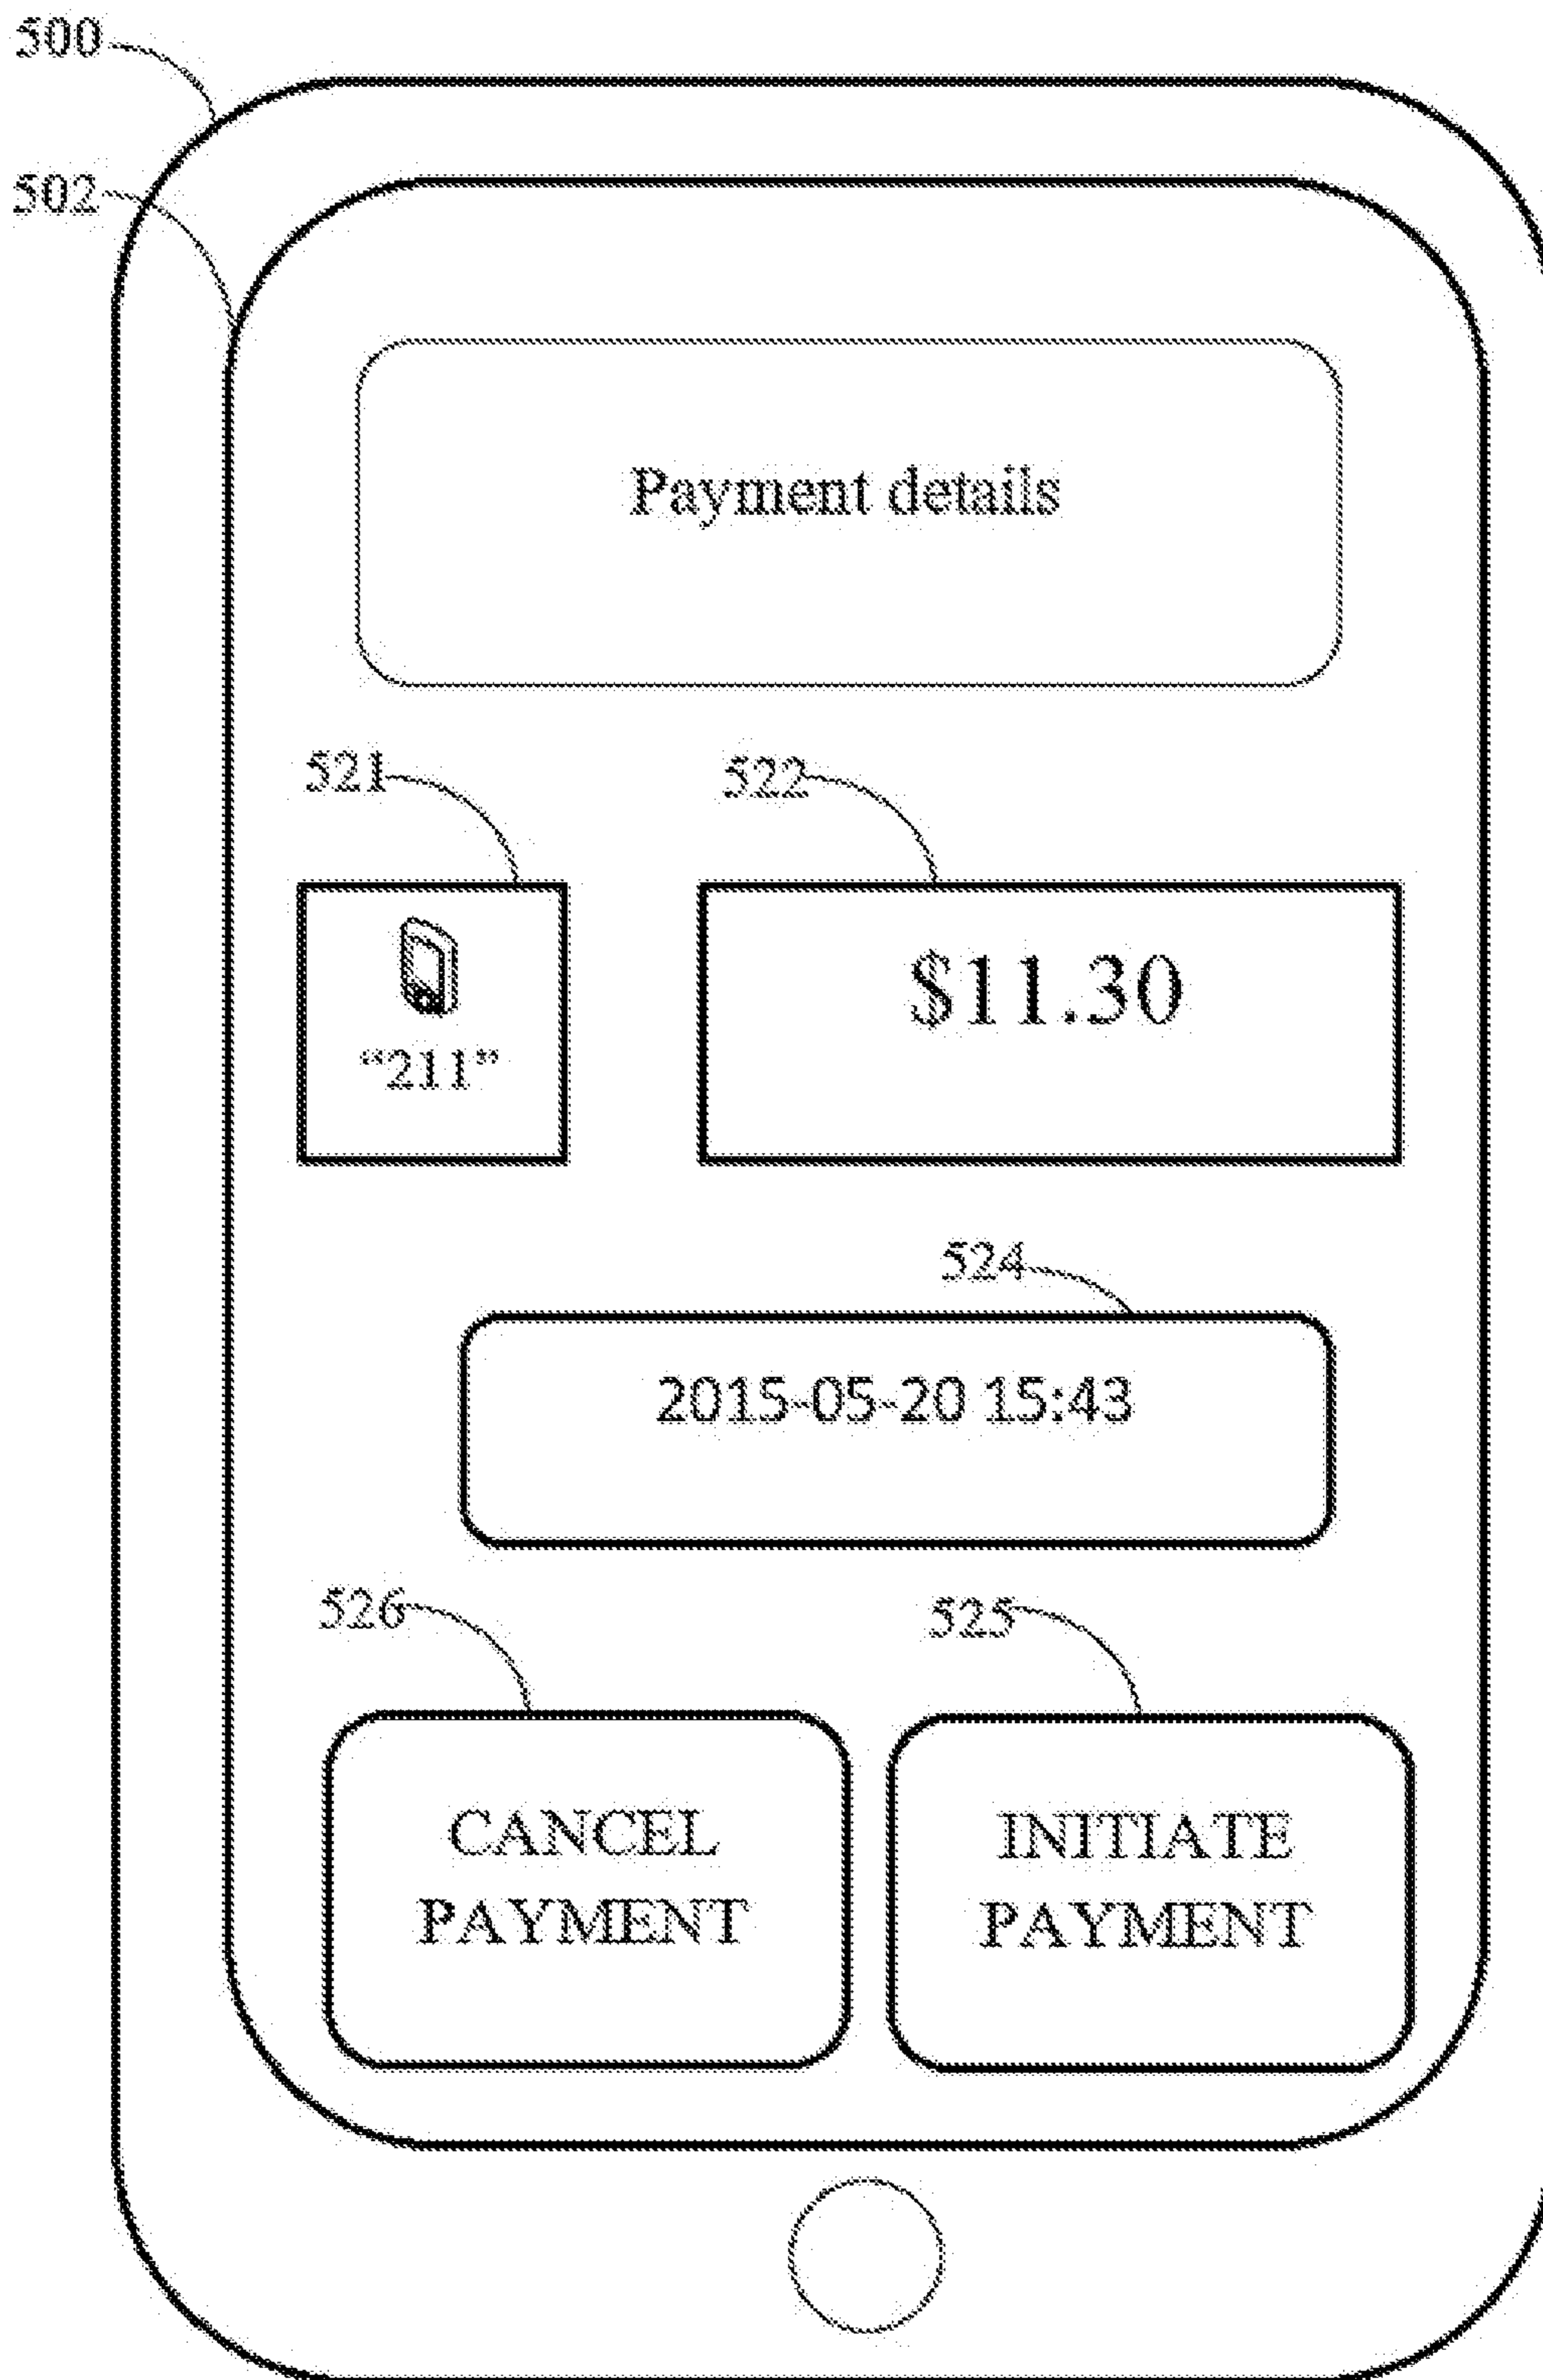 500
502
Payment details
521
522
$11.30
“211”
524
2015-05-20 15:43
526
525
CANCEL
PAYMENT
INITIATE
PAYMENT